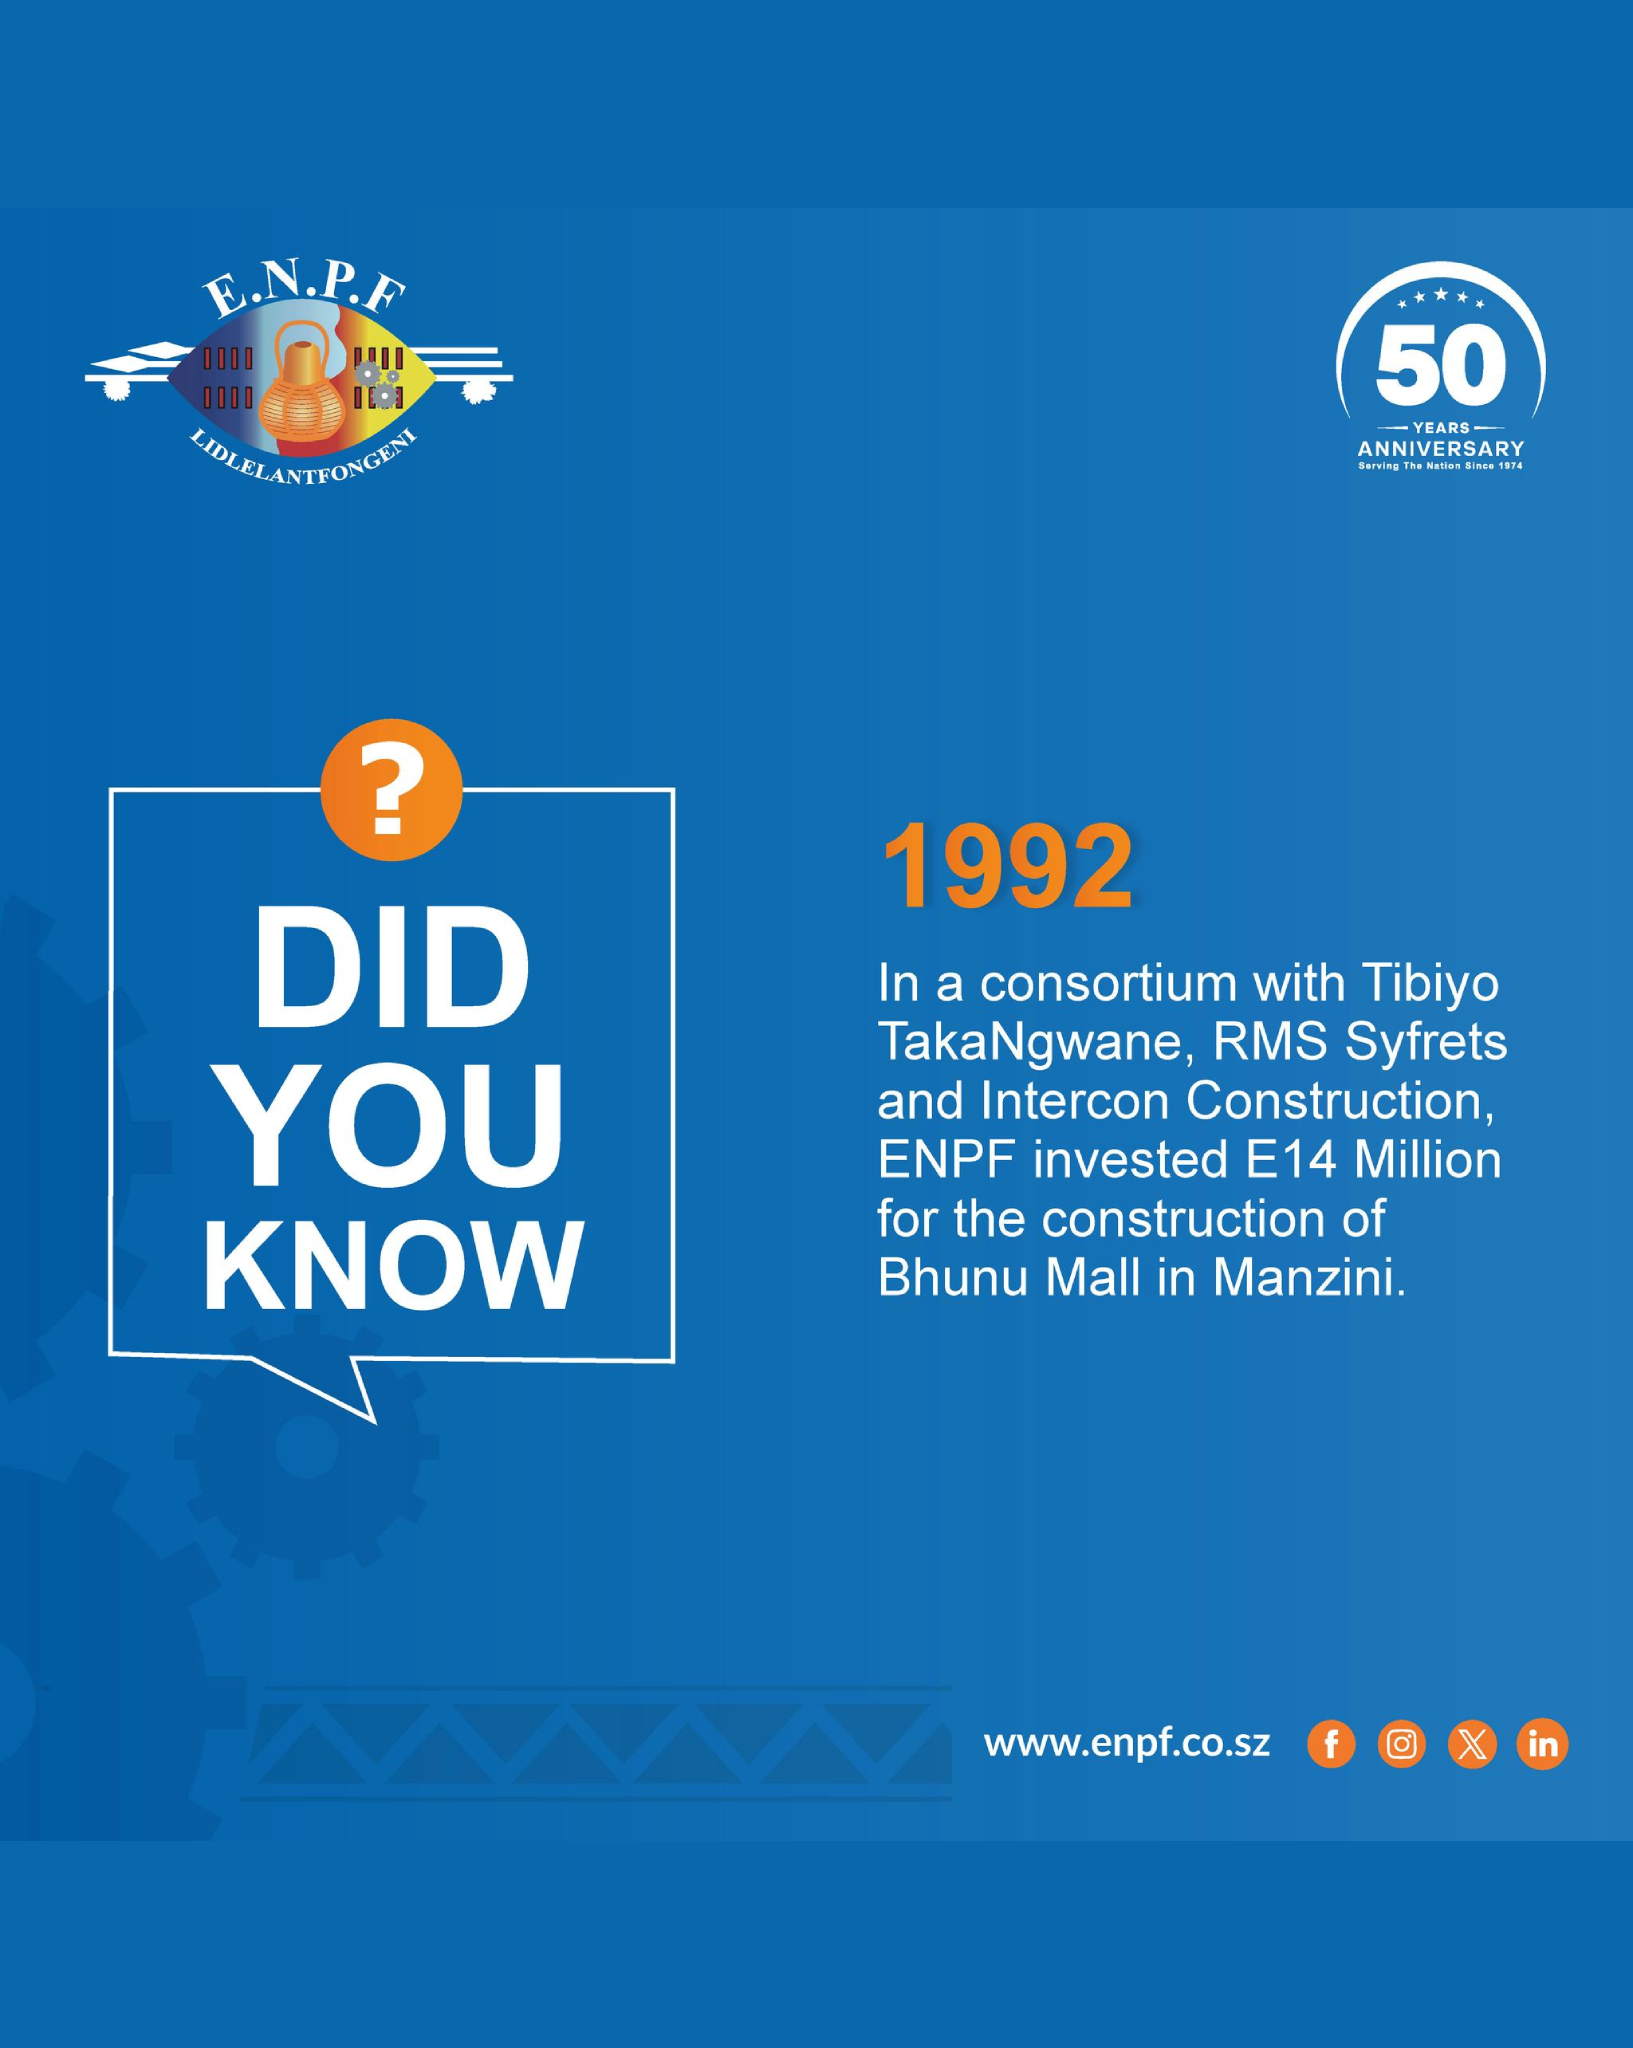 E.N.P.F
LIDLELANTFONGENI
50
YEARS
ANNIVERSARY
Serving The Nation Since 1974
?
DID
YOU
KNOW
1992
In a consortium with Tibiyo
TakaNgwane, RMS Syfrets
and Intercon Construction,
ENPF invested E14 Million
for the construction of
Bhunu Mall in Manzini.
www.enpf.co.sz